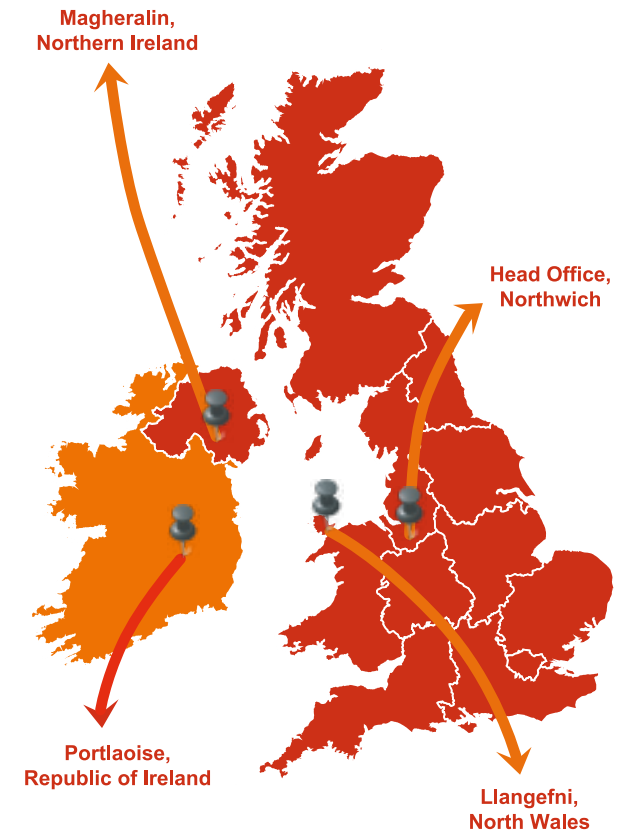 Magheralin,
Northern Ireland
Head Office,
Northwich
Portlaoise,
Republic of Ireland
Llangefni,
North Wales